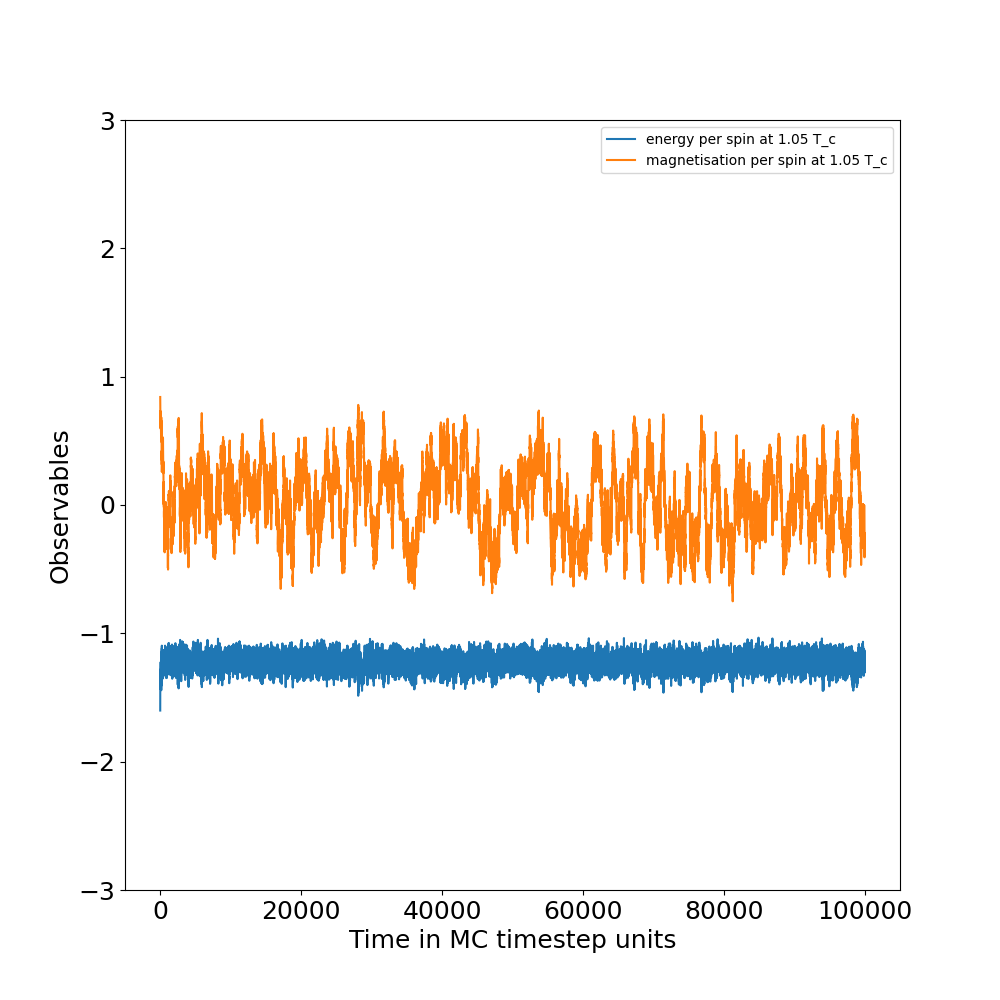 energy per spin at 1.05 T_c
magnetisation per spin at 1.05 T_c
3
2
1
0
−1
−2
−3
Observables
0 20000 40000 60000 80000 100000
Time in MC timestep units